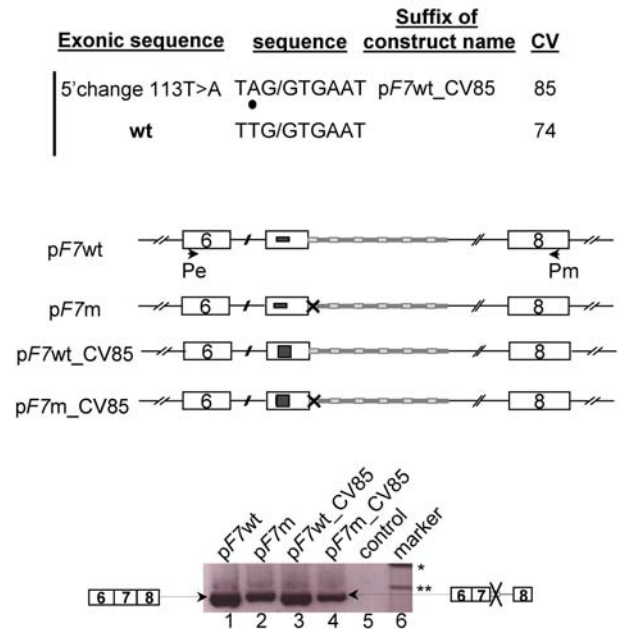 Exonic sequence sequence Suffix of construct name CV
5'change 113T>A TAG/GTGAAT pF7wt_CV85 85
wt TTG/GTGAAT 74
pF7wt 6 8
Pe Pm
pF7m 6 8
pF7wt_CV85 6 8
pF7m_CV85 6 8
pF7wt pF7m pF7wt_CV85 pF7m_CV85 control marker
*
**
6 7 8 6 7 8
1 2 3 4 5 6